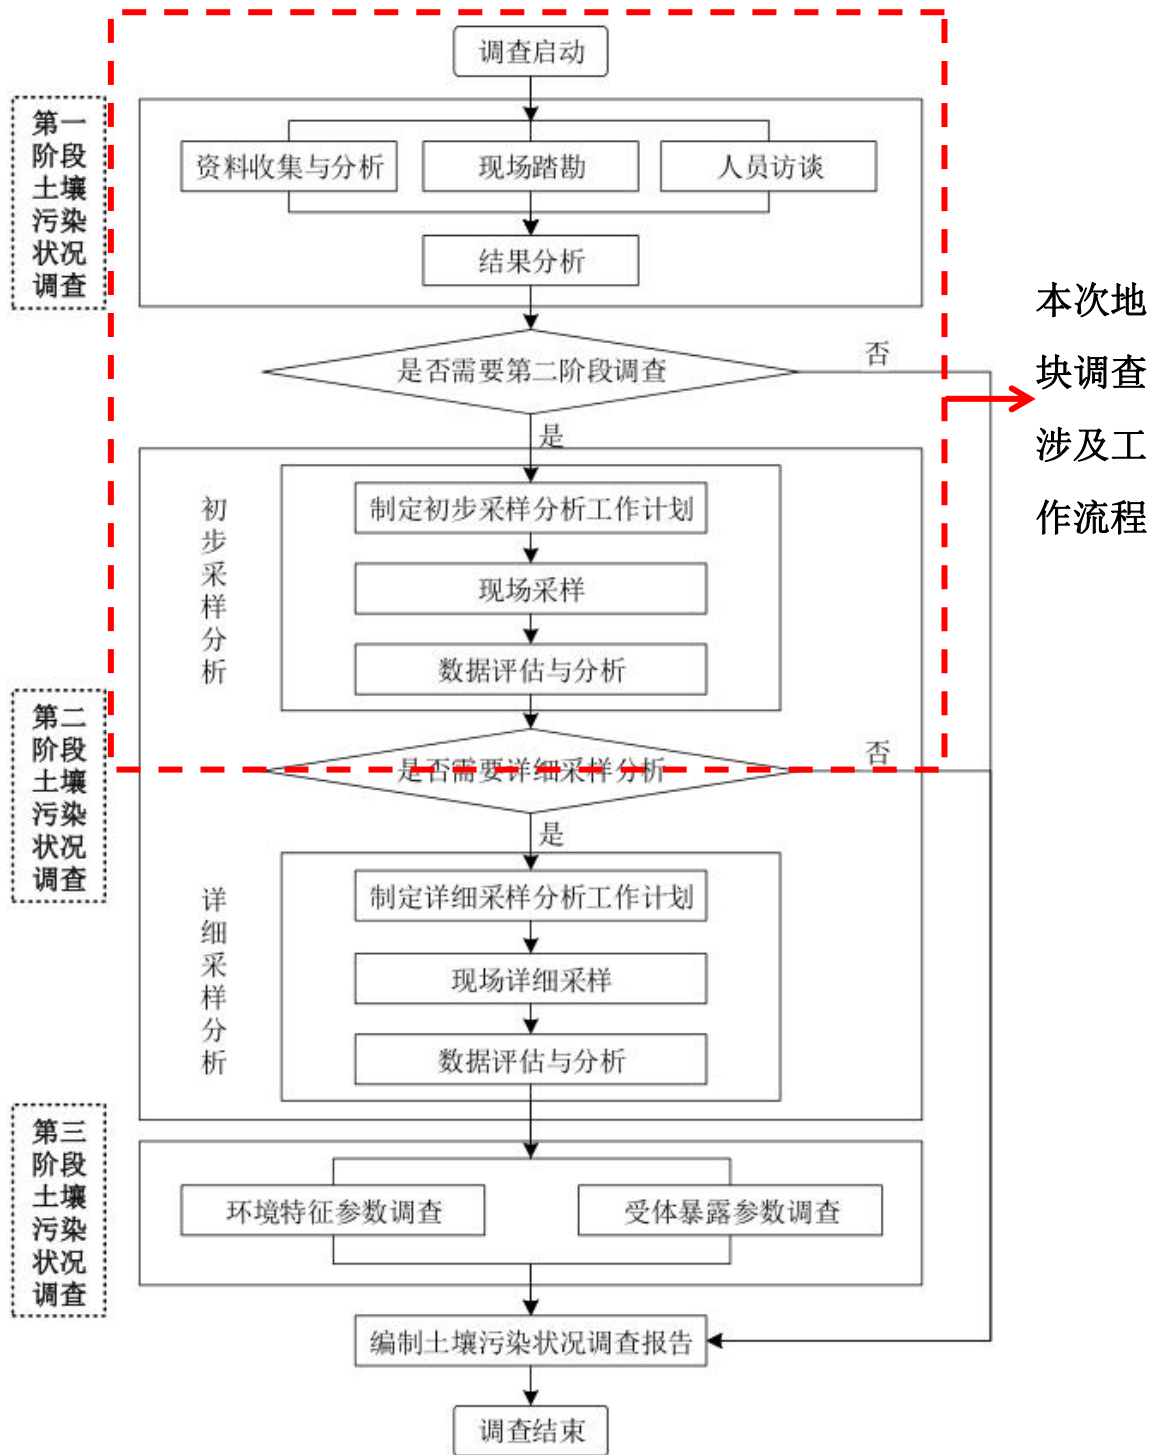 调查启动
第一
阶段
土壤
污染
状况
调查
资料收集与分析
现场踏勘
人员访谈
结果分析
是否需要第二阶段调查
否
是
本次地
块调查
涉及工
作流程
初
步
采
样
分
析
制定初步采样分析工作计划
现场采样
数据评估与分析
第二
阶段
土壤
污染
状况
调查
是否需要详细采样分析
否
是
详
细
采
样
分
析
制定详细采样分析工作计划
现场详细采样
数据评估与分析
第三
阶段
土壤
污染
状况
调查
环境特征参数调查
受体暴露参数调查
编制土壤污染状况调查报告
调查结束